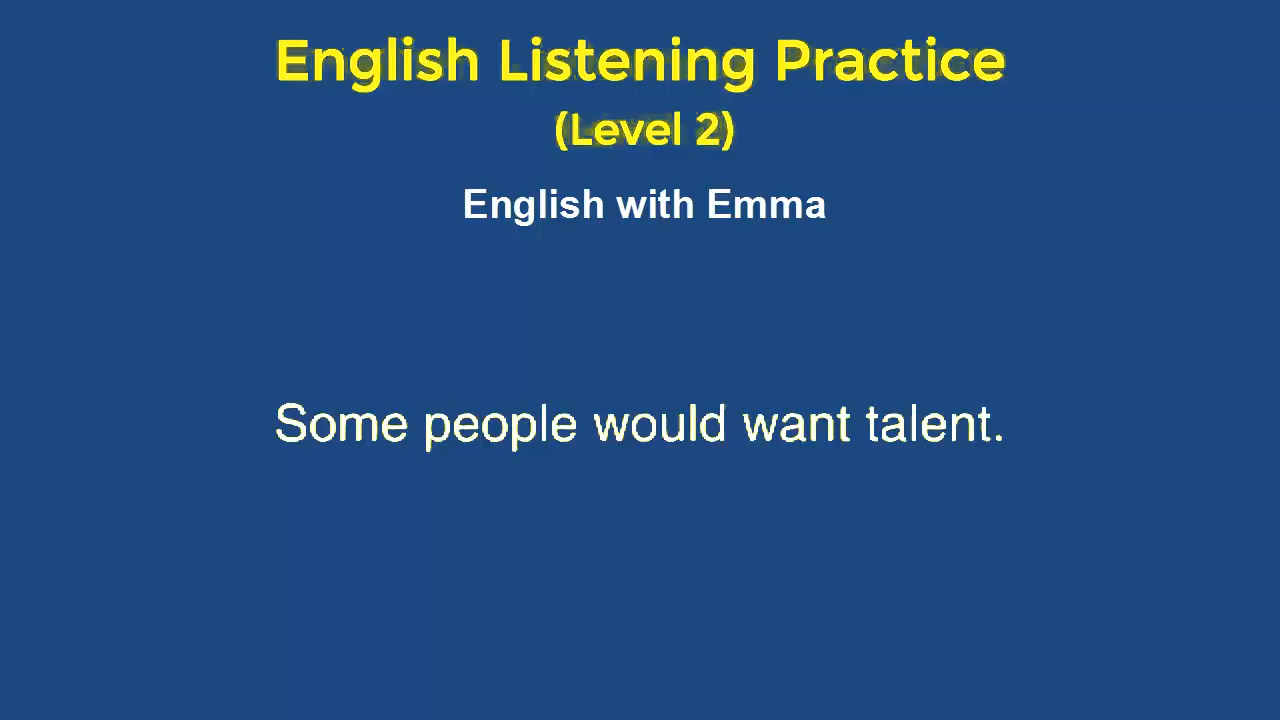 English Listening Practice
(Level 2)
English with Emma
Some people would want talent.